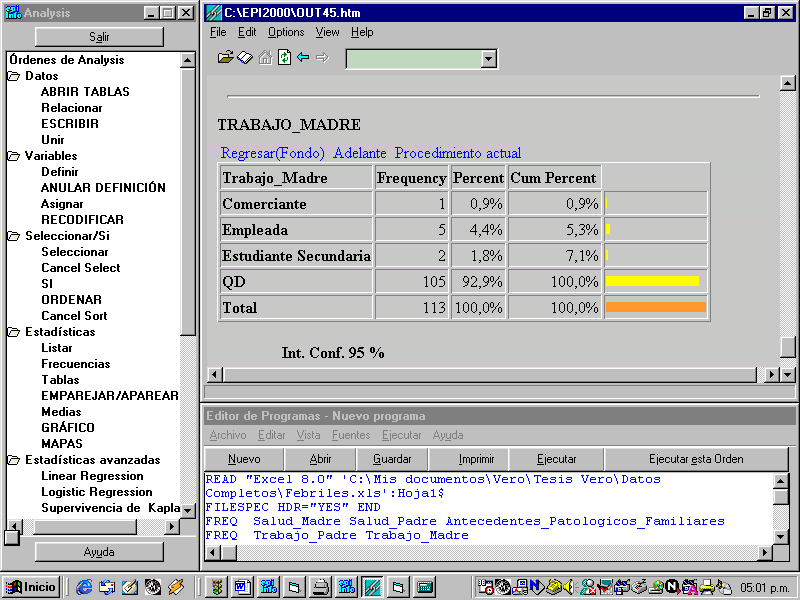 Analysis
Salir
Órdenes de Analysis
Datos
ABRIR TABLAS
Relacionar
ESCRIBIR
Unir
Variables
Definir
ANULAR DEFINICIÓN
Asignar
RECODIFICAR
Seleccionar/Si
Seleccionar
Cancel Select
SI
ORDENAR
Cancel Sort
Estadísticas
Listar
Frecuencias
Tablas
EMPAREJAR/APAREAR
Medias
GRÁFICO
MAPAS
Estadísticas avanzadas
Linear Regression
Logistic Regression
Supervivencia de Kapla
Ayuda
C:\EPI2000\OUT45.htm
File Edit Options View Help
TRABAJO_MADRE
Regresar(Fondo) Adelante Procedimiento actual
Trabajo_Madre Frequency Percent Cum Percent
Comerciante 1 0,9% 0,9%
Empleada 5 4,4% 5,3%
Estudiante Secundaria 2 1,8% 7,1%
QD 105 92,9% 100,0%
Total 113 100,0% 100,0%
Int. Conf. 95 %
Editor de Programas - Nuevo programa
Archivo Editar Vista Fuentes Ejecutar Ayuda
Nuevo Abrir Guardar Imprimir Ejecutar Ejecutar esta Orden
READ "Excel 8.0" 'C:\Mis documentos\Vero\Tesis Vero\Datos
Completos\Febriles.xls':Hoja1$
FILESPEC HDR="YES" END
FREQ Salud_Madre Salud_Padre Antecedentes_Patologicos_Familiares
FREQ Trabajo_Padre Trabajo_Madre
Inicio 05:01 p.m.